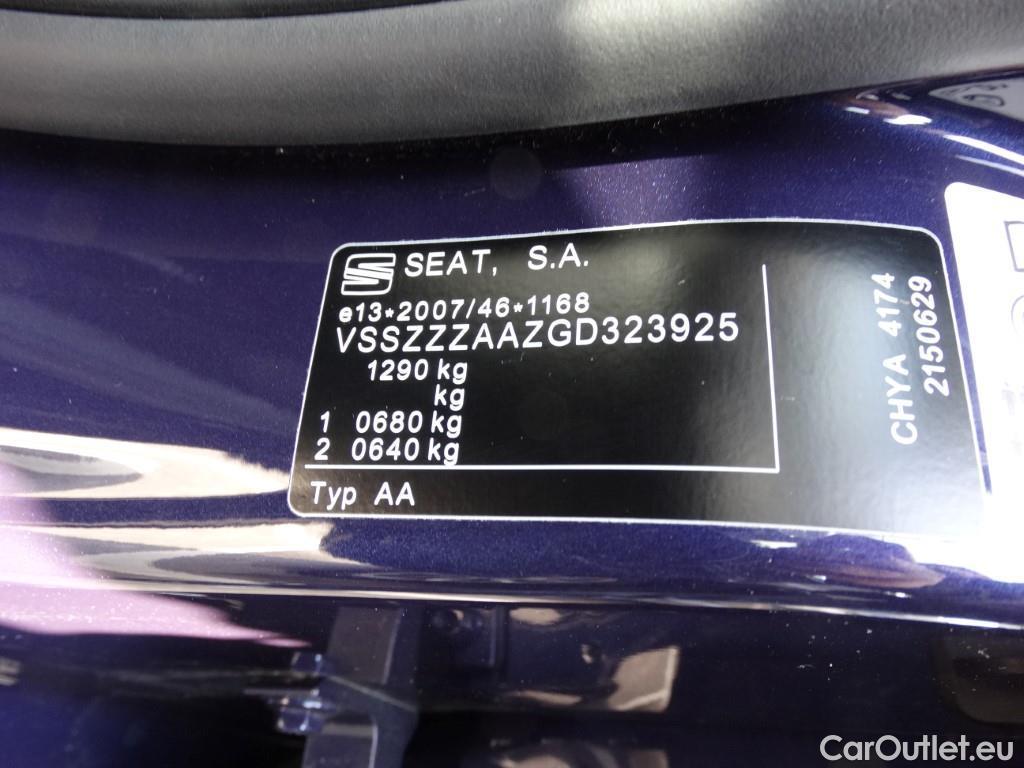 SEAT, S.A.
e13*2007/46*1168
VSSZZZAAZGD323925
1290 kg
kg
1 0680 kg
2 0640 kg
Typ AA
CHYA 4174
2150629
CarOutlet.eu